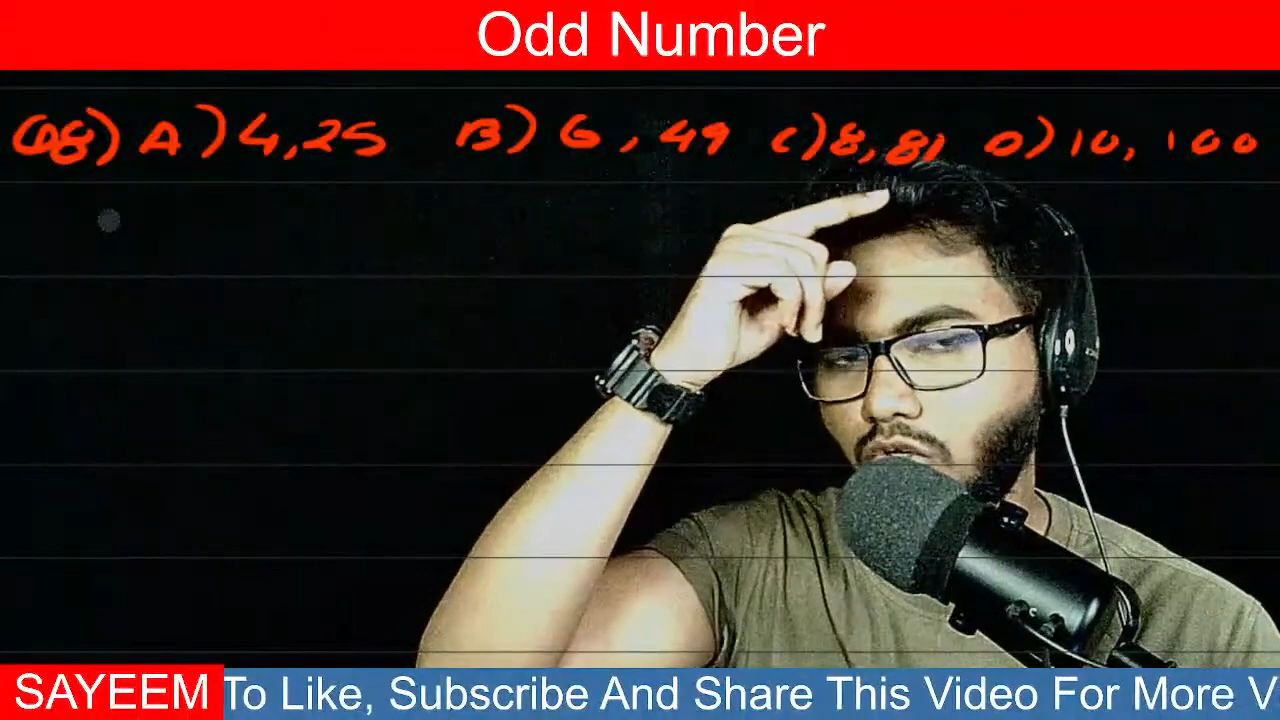 Odd Number
Q8) A) 4,25 B) 6,49 C) 8,81 D) 10,100
SAYEEM To Like, Subscribe And Share This Video For More V